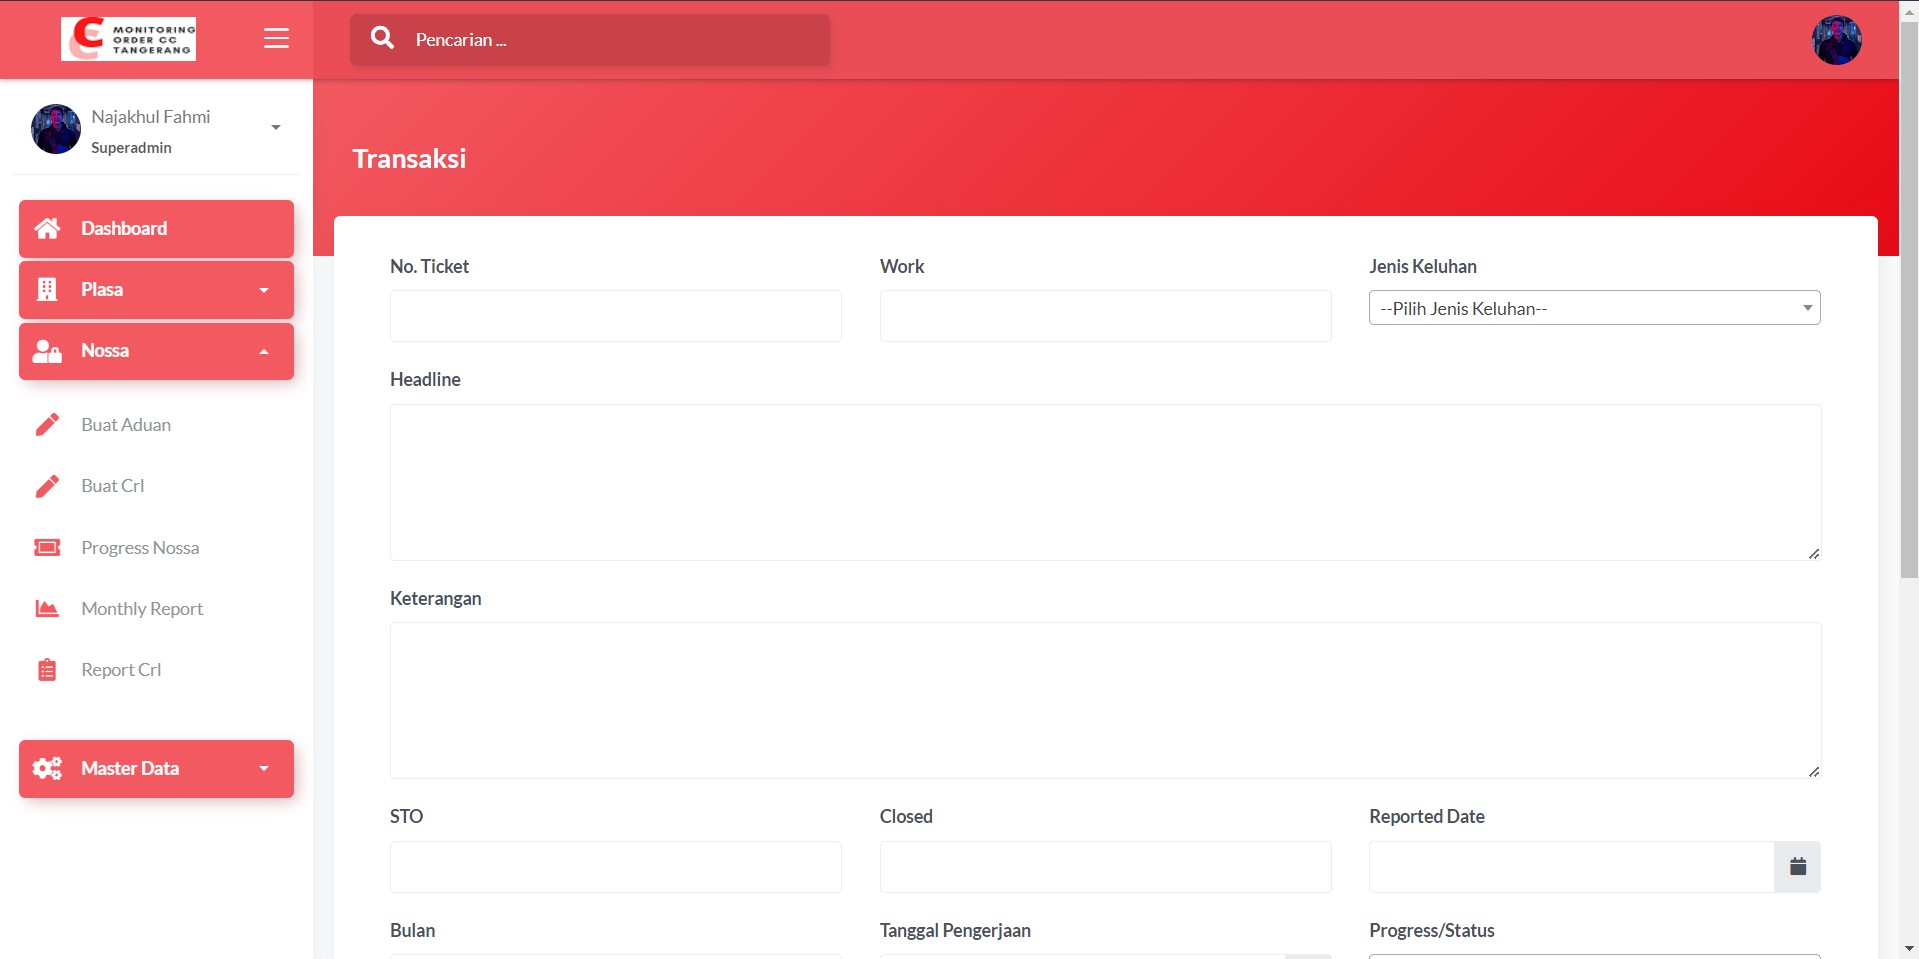 MONITORING
ORDER CC
TANGERANG
Pencarian ...
Najakhul Fahmi
Superadmin
Dashboard
Plasa
Nossa
Buat Aduan
Buat Crl
Progress Nossa
Monthly Report
Report Crl
Master Data
Transaksi
No. Ticket
Work
Jenis Keluhan
--Pilih Jenis Keluhan--
Headline
Keterangan
STO
Closed
Reported Date
Bulan
Tanggal Pengerjaan
Progress/Status